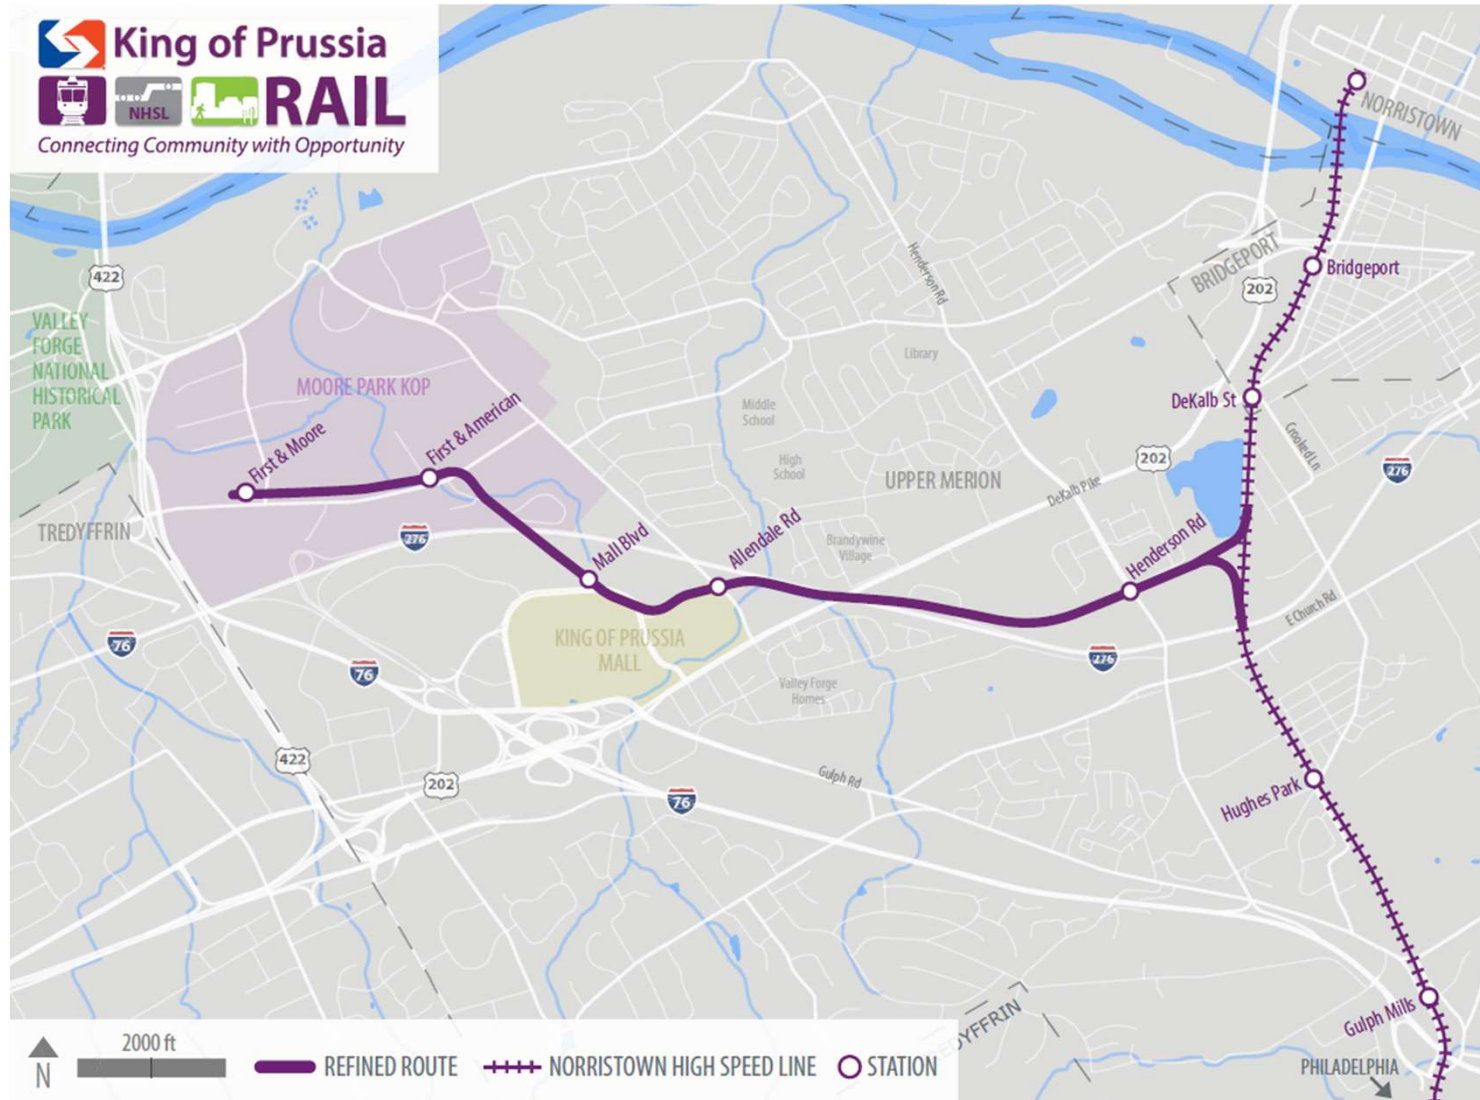 King of Prussia
NHSL
RAIL
Connecting Community with Opportunity
NORRISTOWN
422
Henderson Rd
BRIDGEPORT
Bridgeport
202
VALLEY
FORGE
NATIONAL
HISTORICAL
PARK
MOORE PARK KOP
Library
DeKalb St
Middle
School
First & Moore
First & American
Crooked Ln
High
School
UPPER MERION
202
276
DeKalb Pike
TREDYFFRIN
276
Mall Blvd
Allendale Rd
Brandywine
Village
Henderson Rd
E Church Rd
76
KING OF PRUSSIA
MALL
76
276
Valley Forge
Homes
422
202
76
Gulph Rd
Hughes Park
Gulph Mills
EDYFFRIN
PHILADELPHIA
N
2000 ft
REFINED ROUTE
NORRISTOWN HIGH SPEED LINE
STATION